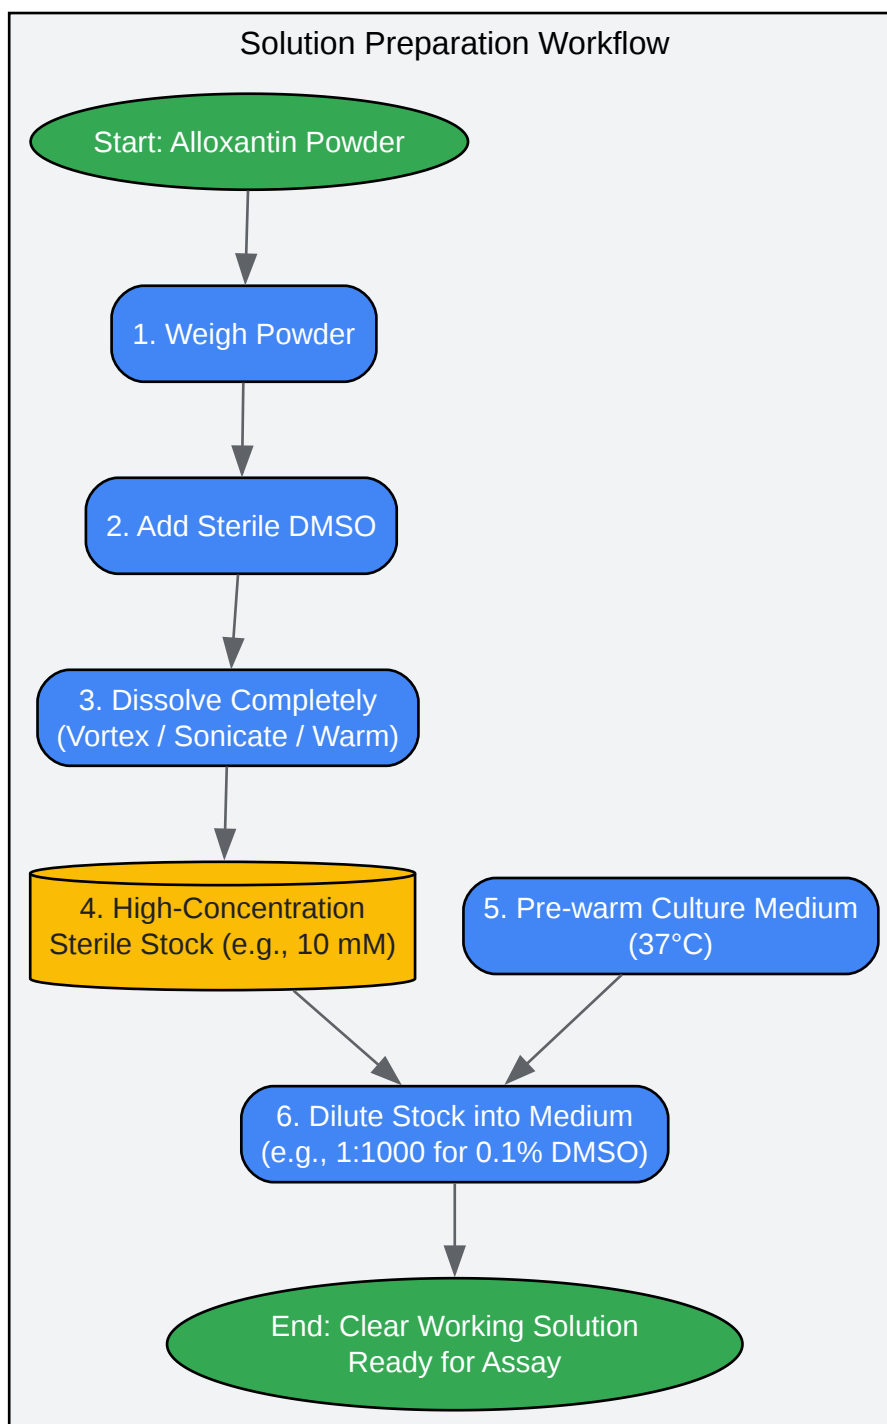 Solution Preparation Workflow
Start: Alloxantin Powder
1. Weigh Powder
2. Add Sterile DMSO
3. Dissolve Completely
(Vortex / Sonicate / Warm)
4. High-Concentration
Sterile Stock (e.g., 10 mM)
5. Pre-warm Culture Medium
(37°C)
6. Dilute Stock into Medium
(e.g., 1:1000 for 0.1% DMSO)
End: Clear Working Solution
Ready for Assay